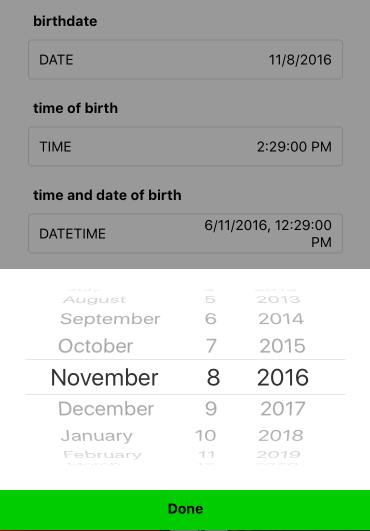 birthdate
DATE 11/8/2016
time of birth
TIME 2:29:00 PM
time and date of birth
DATETIME 6/11/2016, 12:29:00 PM
August 5 2013
September 6 2014
October 7 2015
November 8 2016
December 9 2017
January 10 2018
February 11 2019
Done